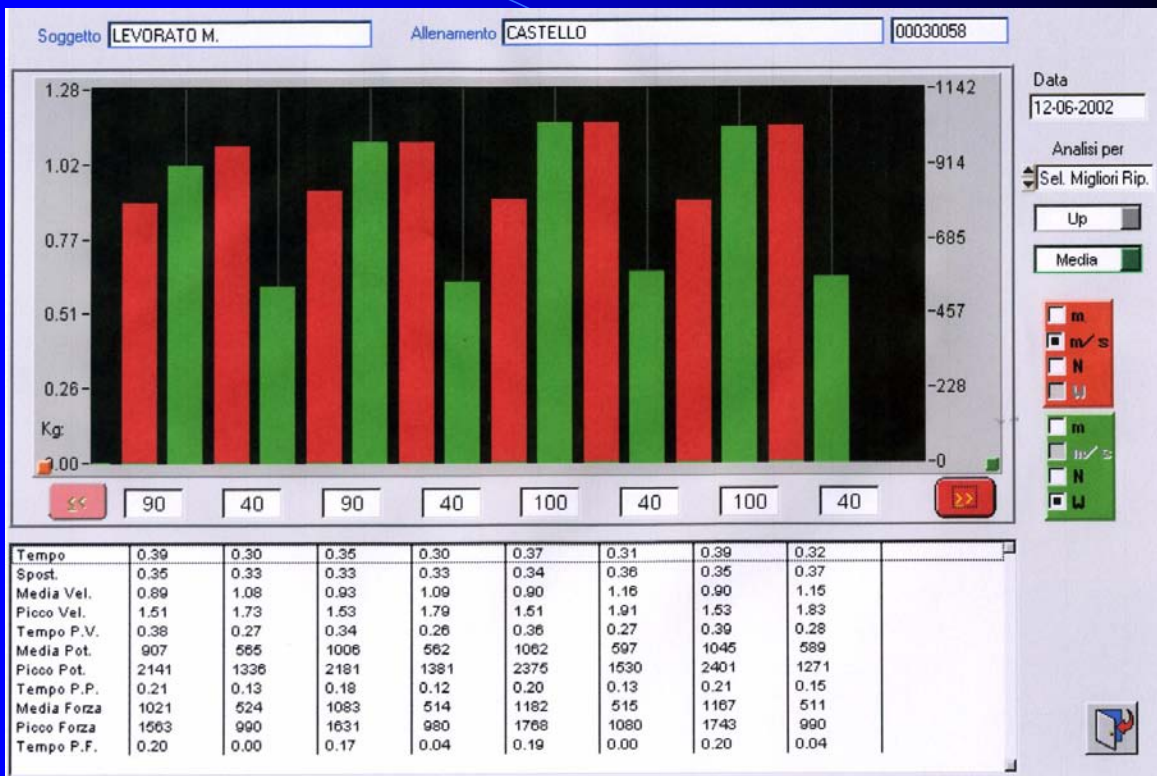 Soggetto LEVORATO M. Allenamento CASTELLO 00030058
Data
12-06-2002
Analisi per
Sel. Migliori Rip.
Up
Media
m
m/s
N
W
m
m/s
N
W
1.28
1.02
0.77
0.51
0.26
Kg:
0.00
1142
914
685
457
228
0
<< 90 40 90 40 100 40 100 40 >>
Tempo 0.39 0.30 0.35 0.30 0.37 0.31 0.39 0.32
Spost. 0.35 0.33 0.33 0.33 0.34 0.36 0.35 0.37
Media Vel. 0.89 1.08 0.93 1.09 0.90 1.16 0.90 1.15
Picco Vel. 1.51 1.73 1.53 1.79 1.51 1.91 1.53 1.83
Tempo P.V. 0.38 0.27 0.34 0.26 0.36 0.27 0.39 0.28
Media Pot. 907 565 1006 562 1062 597 1045 589
Picco Pot. 2141 1336 2181 1381 2375 1530 2401 1271
Tempo P.P. 0.21 0.13 0.18 0.12 0.20 0.13 0.21 0.15
Media Forza 1021 524 1083 514 1182 515 1167 511
Picco Forza 1563 990 1631 980 1768 1080 1743 990
Tempo P.F. 0.20 0.00 0.17 0.04 0.19 0.00 0.20 0.04